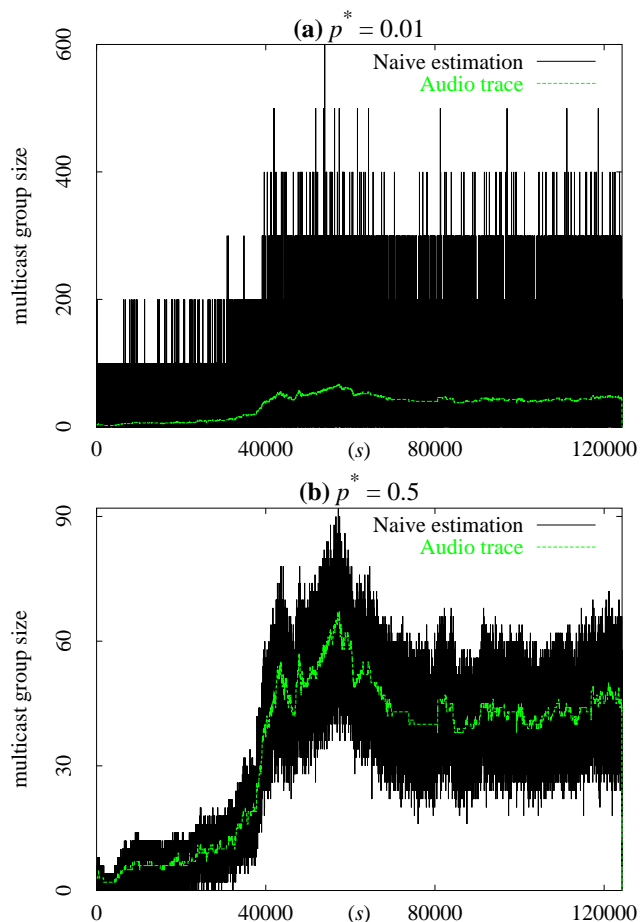 (a) p* = 0.01
600
Naive estimation
Audio trace
400
multicast group size
200
0
0 40000 (s) 80000 120000
(b) p* = 0.5
90
Naive estimation
Audio trace
60
multicast group size
30
0
0 40000 (s) 80000 120000